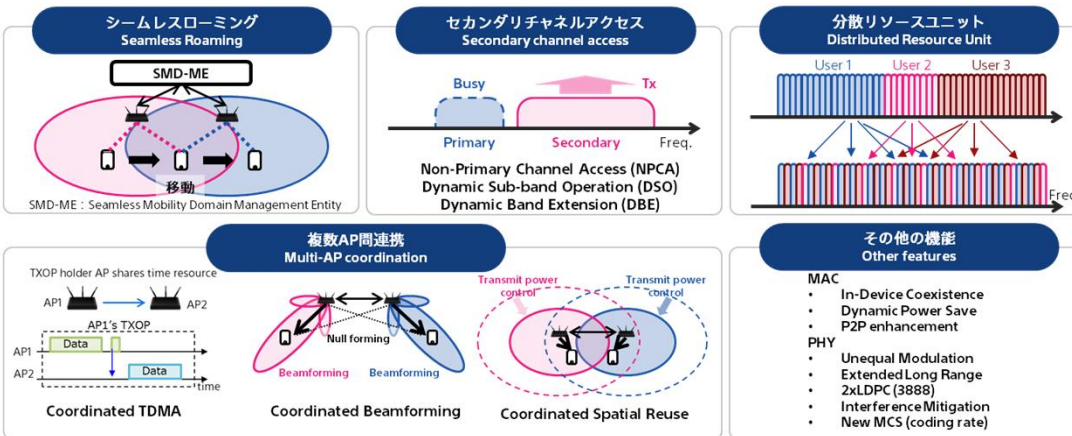 シームレスローミング
Seamless Roaming
SMD-ME
移動
SMD-ME：Seamless Mobility Domain Management Entity
セカンダリチャネルアクセス
Secondary channel access
Busy
Tx
Primary
Secondary
Freq.
Non-Primary Channel Access (NPCA)
Dynamic Sub-band Operation (DSO)
Dynamic Band Extension (DBE)
分散リソースユニット
Distributed Resource Unit
User 1
User 2
User 3
Freq
複数AP間連携
Multi-AP coordination
TXOP holder AP shares time resource
AP1
AP2
AP1's TXOP
AP1
Data
AP2
Data
time
Coordinated TDMA
Null forming
Beamforming
Beamforming
Coordinated Beamforming
Transmit power
control
Transmit power
control
Coordinated Spatial Reuse
その他の機能
Other features
MAC
• In-Device Coexistence
• Dynamic Power Save
• P2P enhancement
PHY
• Unequal Modulation
• Extended Long Range
• 2xLDPC (3888)
• Interference Mitigation
• New MCS (coding rate)